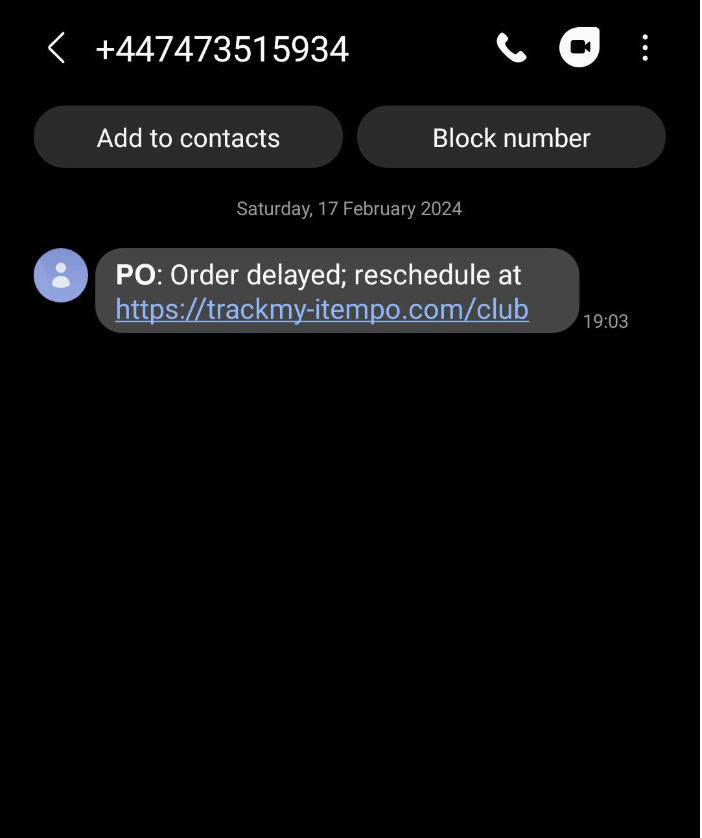 +447473515934
Add to contacts
Block number
Saturday, 17 February 2024
PO: Order delayed; reschedule at
https://trackmy-itempo.com/club
19:03